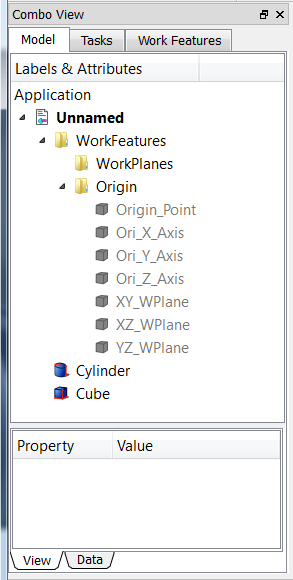 Combo View
Model Tasks Work Features
Labels & Attributes
Application
Unnamed
WorkFeatures
WorkPlanes
Origin
Origin_Point
Ori_X_Axis
Ori_Y_Axis
Ori_Z_Axis
XY_WPlane
XZ_WPlane
YZ_WPlane
Cylinder
Cube
Property Value
View Data